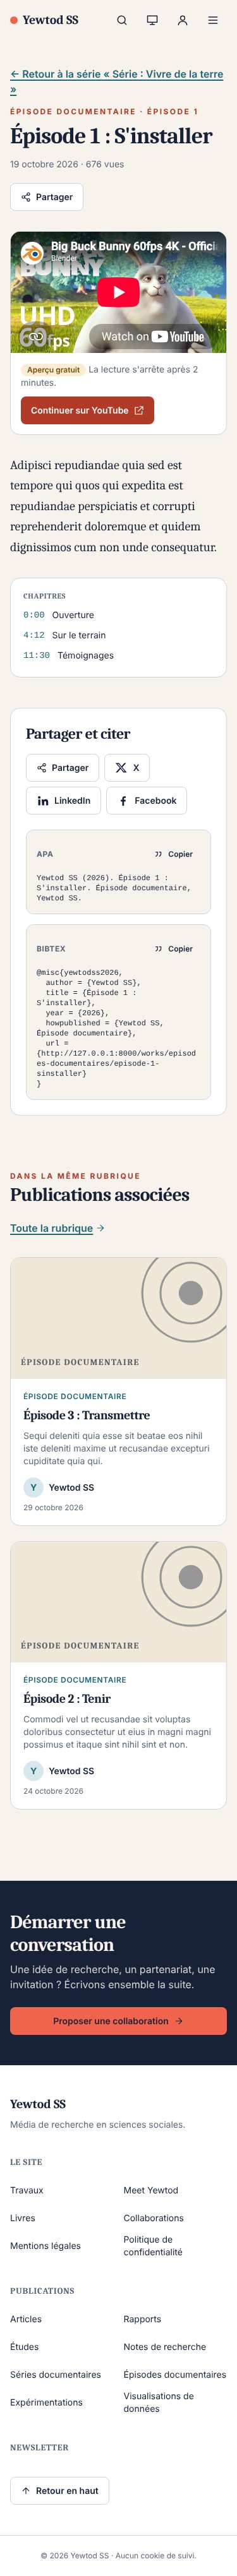 Yewtod SS
← Retour à la série « Série : Vivre de la terre
»
ÉPISODE DOCUMENTAIRE · ÉPISODE 1
Épisode 1 : S'installer
19 octobre 2026 · 676 vues
Partager
Big Buck Bunny 60fps 4K - Offici
Blender
BUNNY
UHD
60fps
Watch on YouTube
Aperçu gratuit La lecture s'arrête après 2
minutes.
Continuer sur YouTube
Adipisci repudiandae quia sed est
tempore qui quos qui expedita est
repudiandae perspiciatis et corrupti
reprehenderit doloremque et quidem
dignissimos cum non unde consequatur.
CHAPITRES
0:00 Ouverture
4:12 Sur le terrain
11:30 Témoignages
Partager et citer
Partager
X
LinkedIn
Facebook
APA
Copier
Yewtod SS (2026). Épisode 1 :
S'installer. Épisode documentaire,
Yewtod SS.
BIBTEX
Copier
@misc{yewtodss2026,
author = {Yewtod SS},
title = {Épisode 1 :
S'installer},
year = {2026},
howpublished = {Yewtod SS,
Épisode documentaire},
url =
{http://127.0.0.1:8000/works/episod
es-documentaires/episode-1-
sinstaller}
}
DANS LA MÊME RUBRIQUE
Publications associées
Toute la rubrique →
ÉPISODE DOCUMENTAIRE
ÉPISODE DOCUMENTAIRE
Épisode 3 : Transmettre
Sequi deleniti quia esse sit beatae eos nihil
iste deleniti maxime ut recusandae excepturi
cupiditate quia qui.
Y Yewtod SS
29 octobre 2026
ÉPISODE DOCUMENTAIRE
ÉPISODE DOCUMENTAIRE
Épisode 2 : Tenir
Commodi vel ut recusandae sit voluptas
doloribus consectetur ut eius in magni magni
possimus et itaque sint nihil sint et non.
Y Yewtod SS
24 octobre 2026
Démarrer une
conversation
Une idée de recherche, un partenariat, une
invitation ? Écrivons ensemble la suite.
Proposer une collaboration →
Yewtod SS
Média de recherche en sciences sociales.
LE SITE
Travaux
Meet Yewtod
Livres
Collaborations
Mentions légales
Politique de
confidentialité
PUBLICATIONS
Articles
Rapports
Études
Notes de recherche
Séries documentaires
Épisodes documentaires
Expérimentations
Visualisations de
données
NEWSLETTER
↑ Retour en haut
© 2026 Yewtod SS · Aucun cookie de suivi.